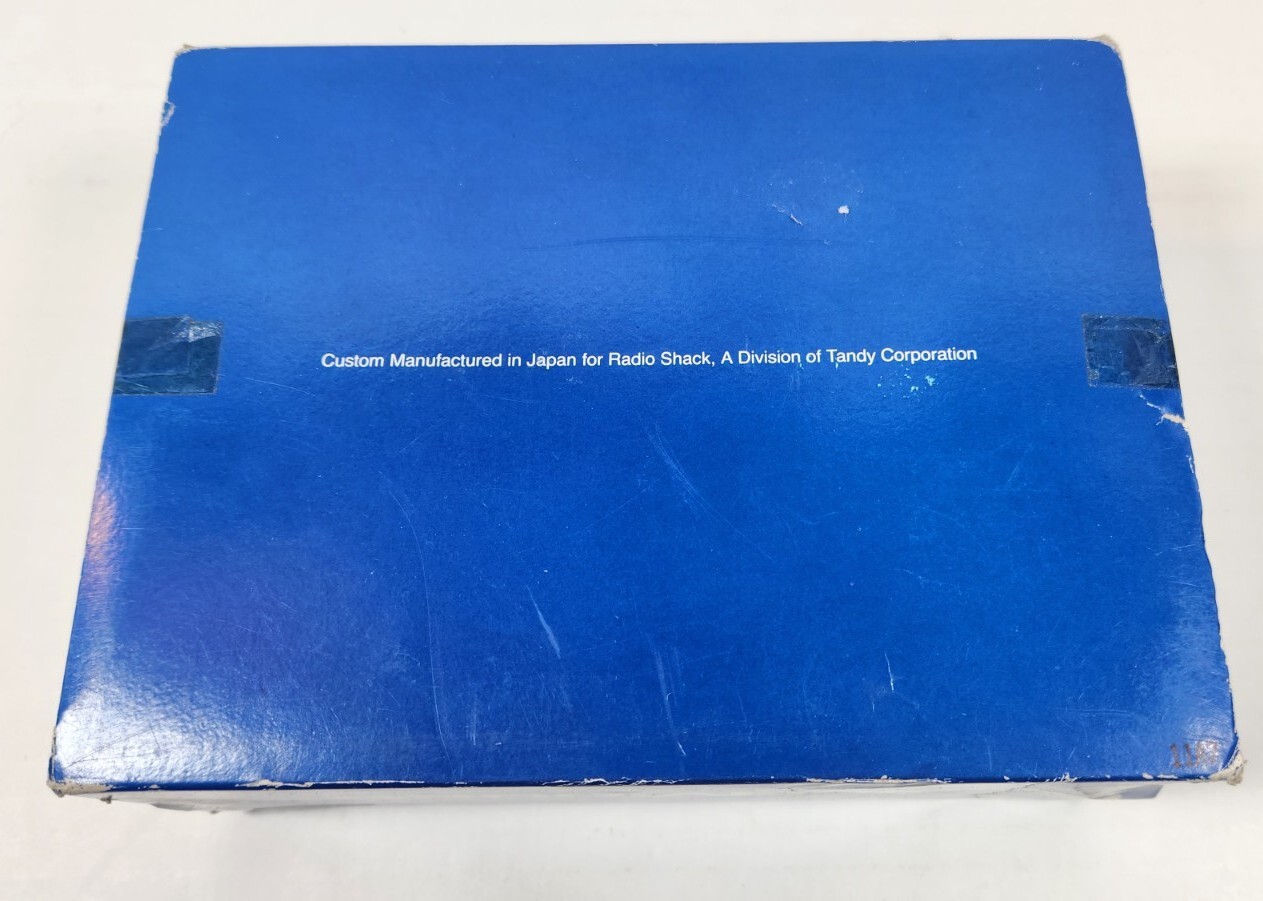 Custom Manufactured in Japan for Radio Shack, A Division of Tandy Corporation